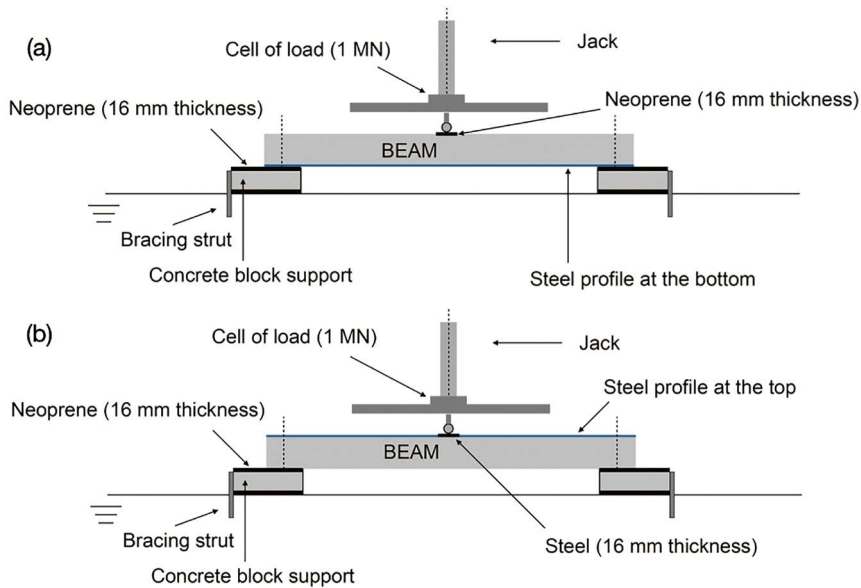 (a)
Cell of load (1 MN)
Jack
Neoprene (16 mm thickness)
Neoprene (16 mm thickness)
BEAM
Bracing strut
Concrete block support
Steel profile at the bottom
(b)
Cell of load (1 MN)
Jack
Steel profile at the top
Neoprene (16 mm thickness)
BEAM
Bracing strut
Steel (16 mm thickness)
Concrete block support